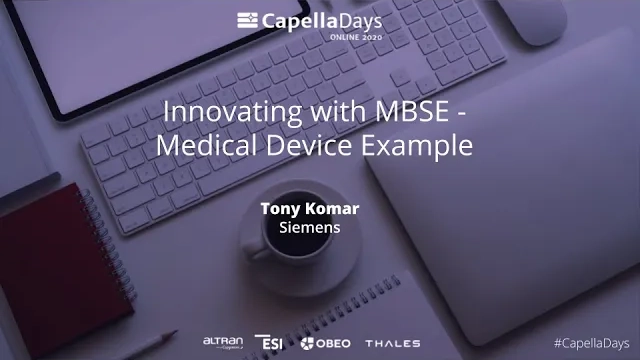 CapellaDays
ONLINE 2020
Innovating with MBSE -
Medical Device Example
Tony Komar
Siemens
ALTRAN ESI OBEO THALES
#CapellaDays